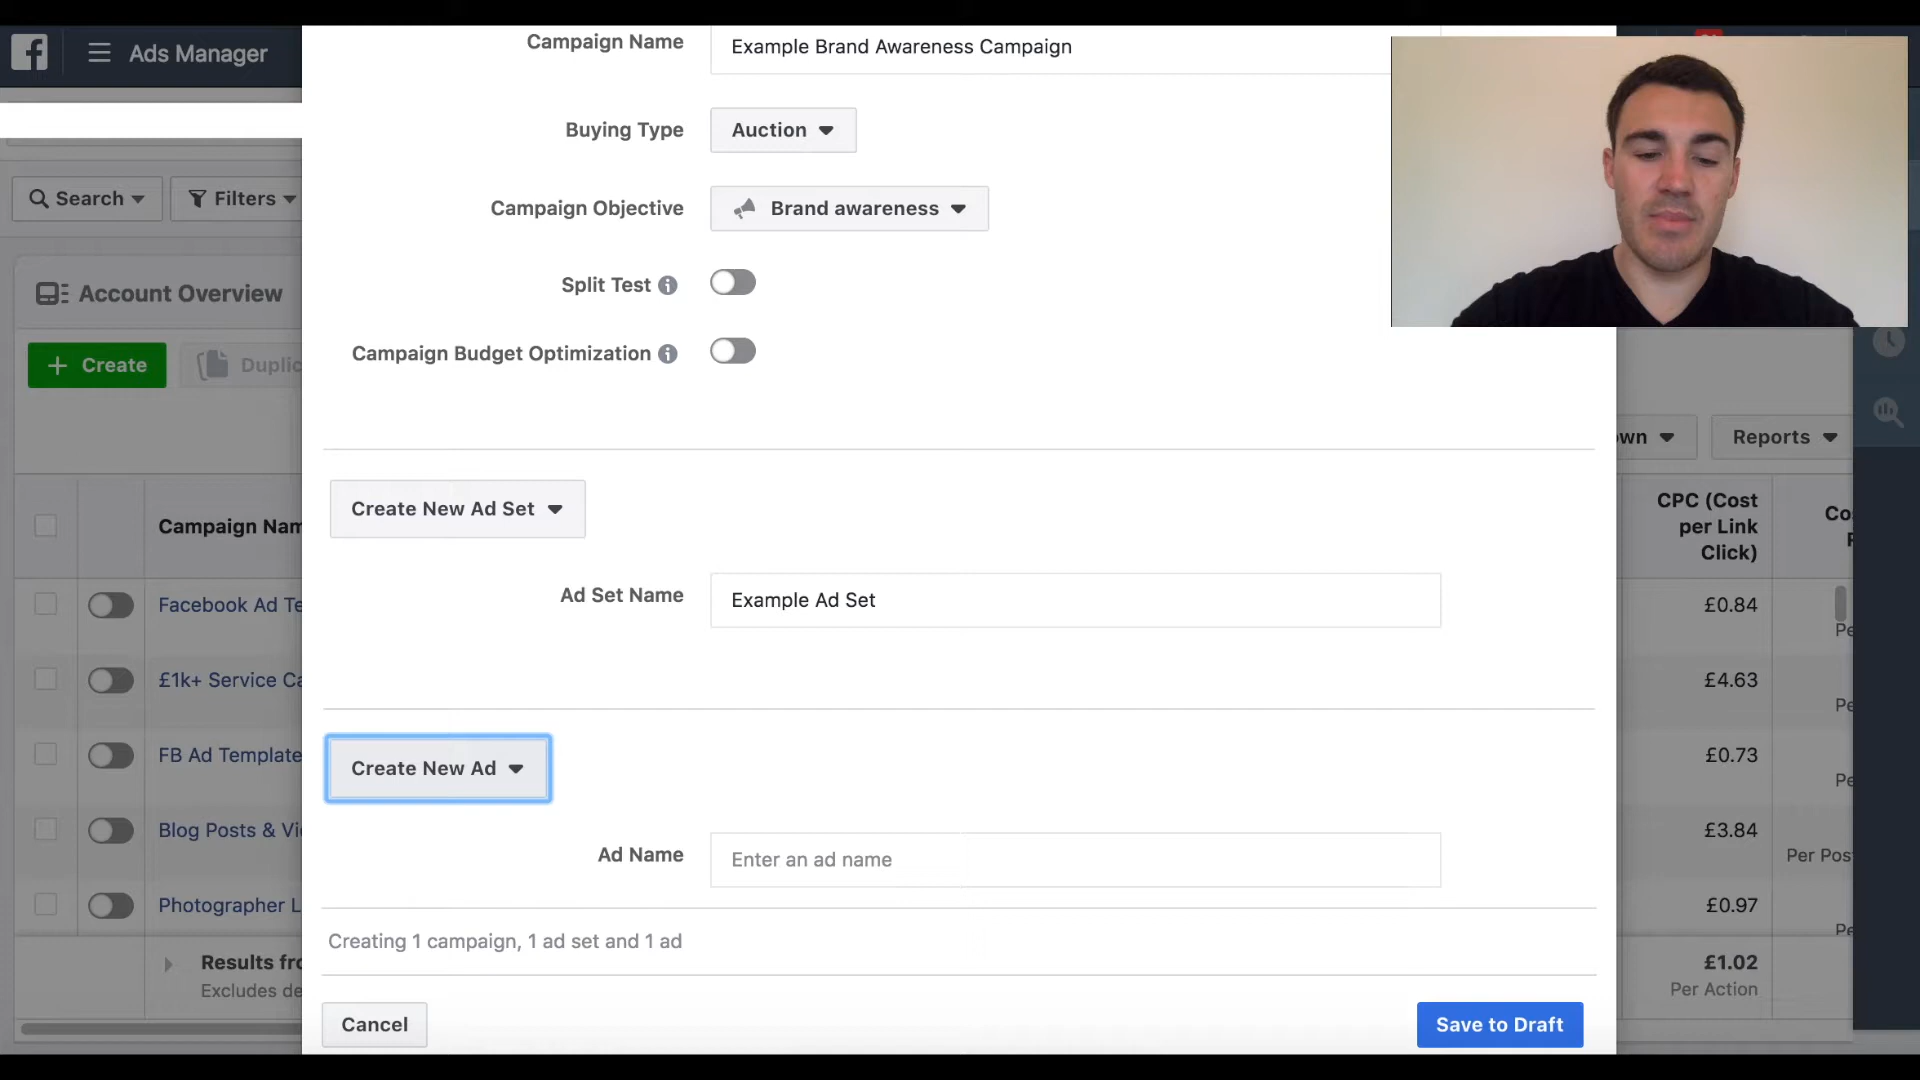 Campaign Name
Example Brand Awareness Campaign
Ads Manager
Buying Type
Auction
Search
Filters
Campaign Objective
Brand awareness
Split Test
Account Overview
Campaign Budget Optimization
Create
Duplic
wn
Reports
Create New Ad Set
CPC (Cost
per Link
Click)
Co
Campaign Nam
Ad Set Name
Example Ad Set
Facebook Ad Te
£0.84
Pe
£1k+ Service Ca
£4.63
Pe
FB Ad Template
£0.73
Create New Ad
Pe
Blog Posts & Vi
£3.84
Ad Name
Enter an ad name
Per Pos
Photographer L
£0.97
Pe
Creating 1 campaign, 1 ad set and 1 ad
Results fro
£1.02
Excludes de
Per Action
Cancel
Save to Draft